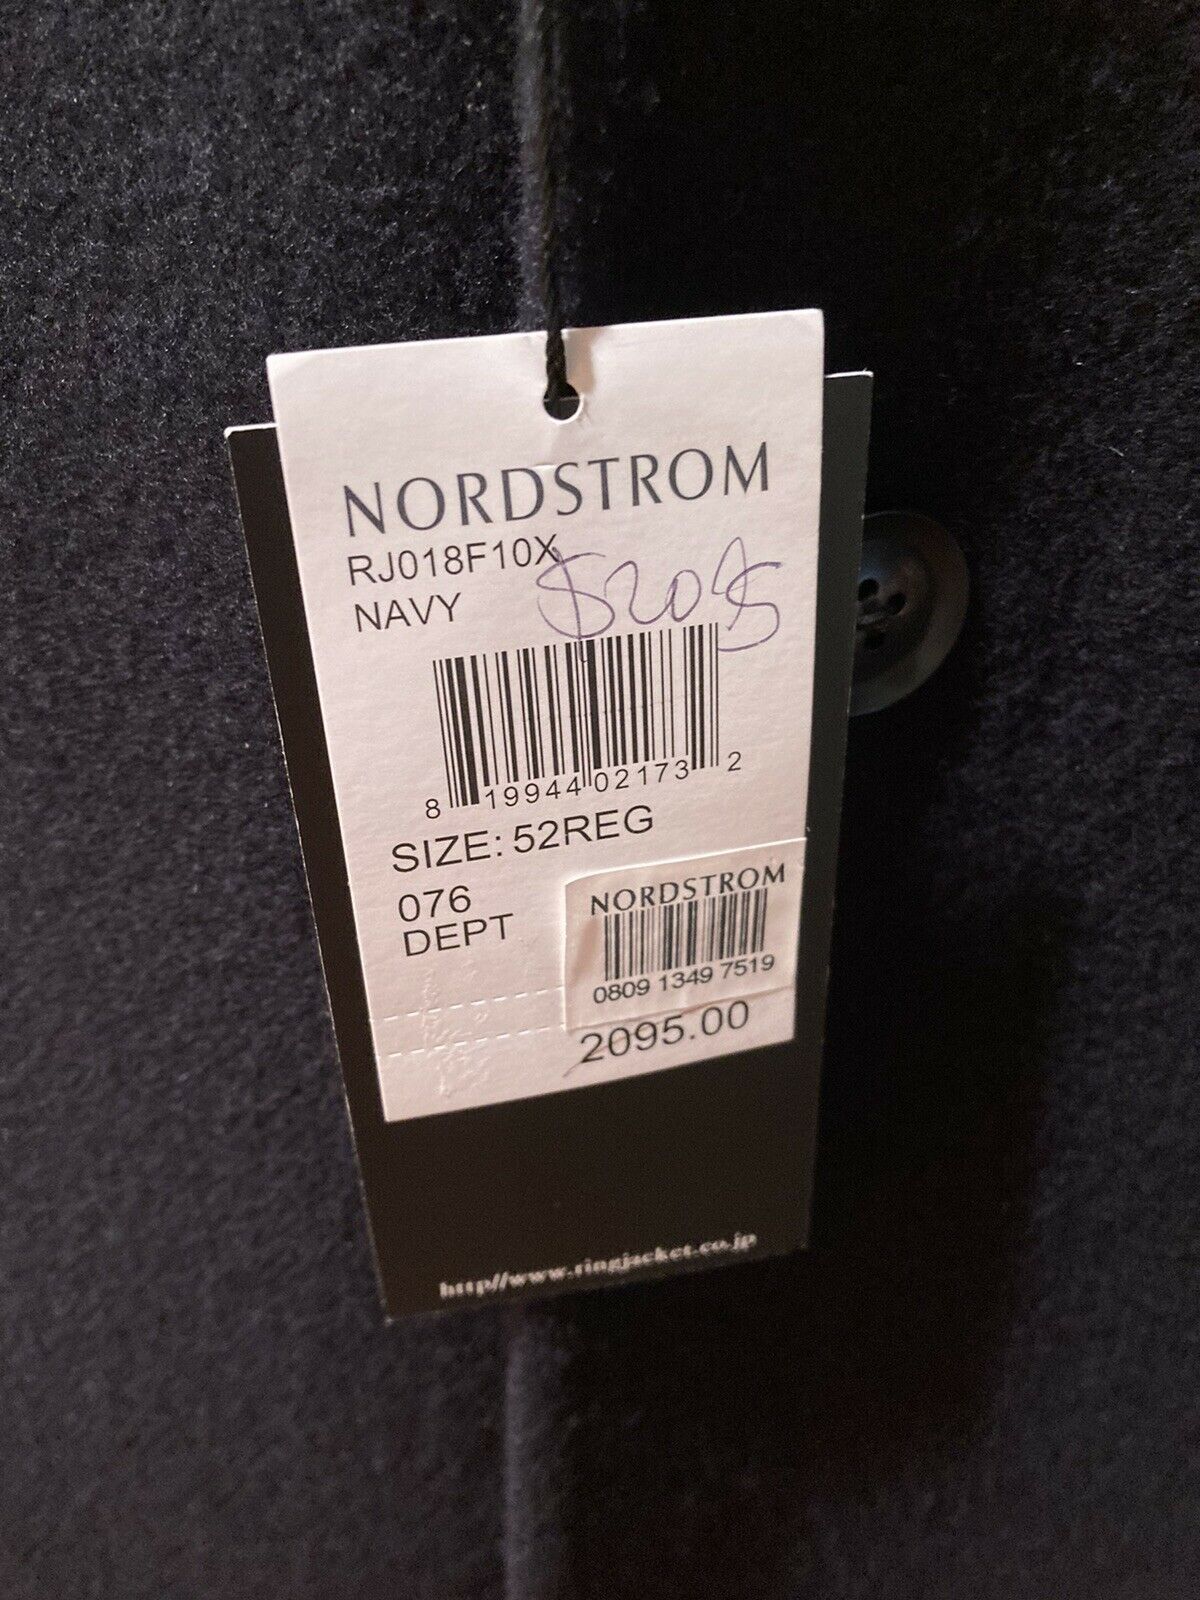 NORDSTROM
RJ018F10X
NAVY
8 19944 02173 2
SIZE: 52REG
076
DEPT
NORDSTROM
0809 1349 7519
2095.00
http//www.ringjacket.co.jp